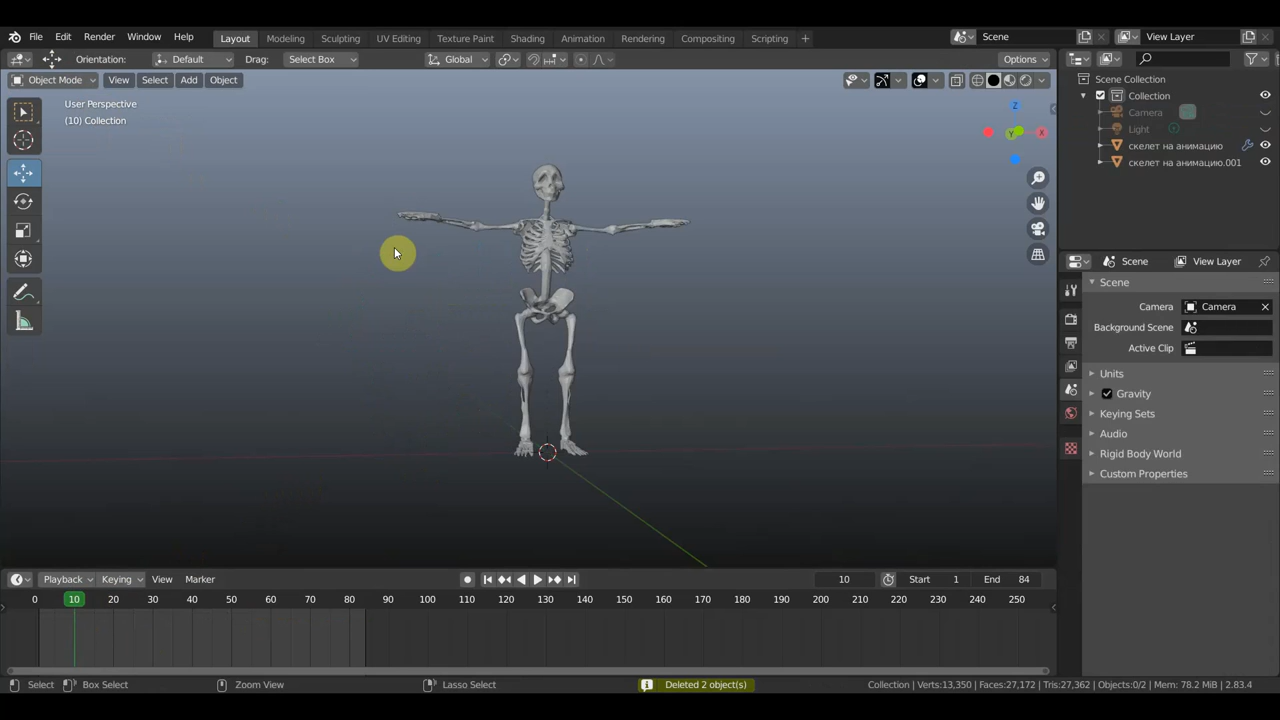 File Edit Render Window Help Layout Modeling Sculpting UV Editing Texture Paint Shading Animation Rendering Compositing Scripting + Scene View Layer
Orientation: Default Drag: Select Box Global Options
Object Mode View Select Add Object
User Perspective
(10) Collection
Z
X
Y
Scene Collection
Collection
Camera
Light
скелет на анимацию
скелет на анимацию.001
Scene View Layer
Scene
Camera Camera
Background Scene
Active Clip
Units
Gravity
Keying Sets
Audio
Rigid Body World
Custom Properties
Playback Keying View Marker 10 Start 1 End 84
0 10 20 30 40 50 60 70 80 90 100 110 120 130 140 150 160 170 180 190 200 210 220 230 240 250
Select Box Select Zoom View Lasso Select Deleted 2 object(s) Collection | Verts:13,350 | Faces:27,172 | Tris:27,362 | Objects:0/2 | Mem: 78.2 MiB | 2.83.4